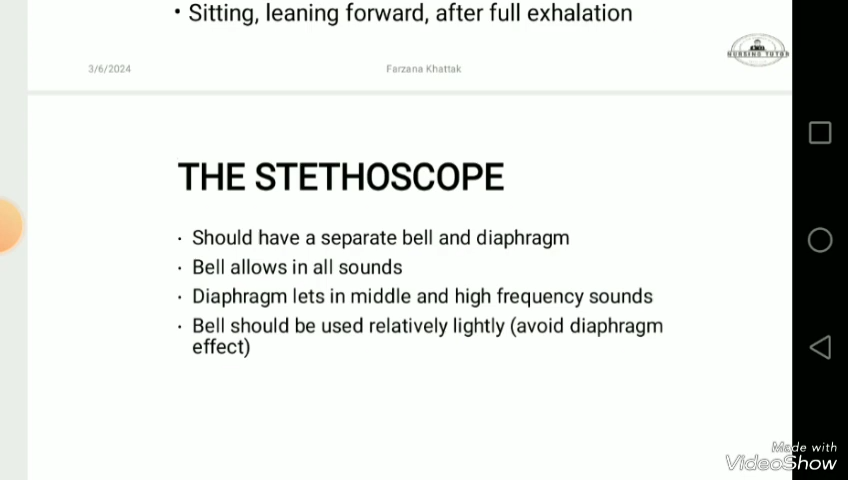 • Sitting, leaning forward, after full exhalation
3/6/2024
Farzana Khattak
NURSING TUTOR
THE STETHOSCOPE
· Should have a separate bell and diaphragm
· Bell allows in all sounds
· Diaphragm lets in middle and high frequency sounds
· Bell should be used relatively lightly (avoid diaphragm
effect)
Made with
VideoShow